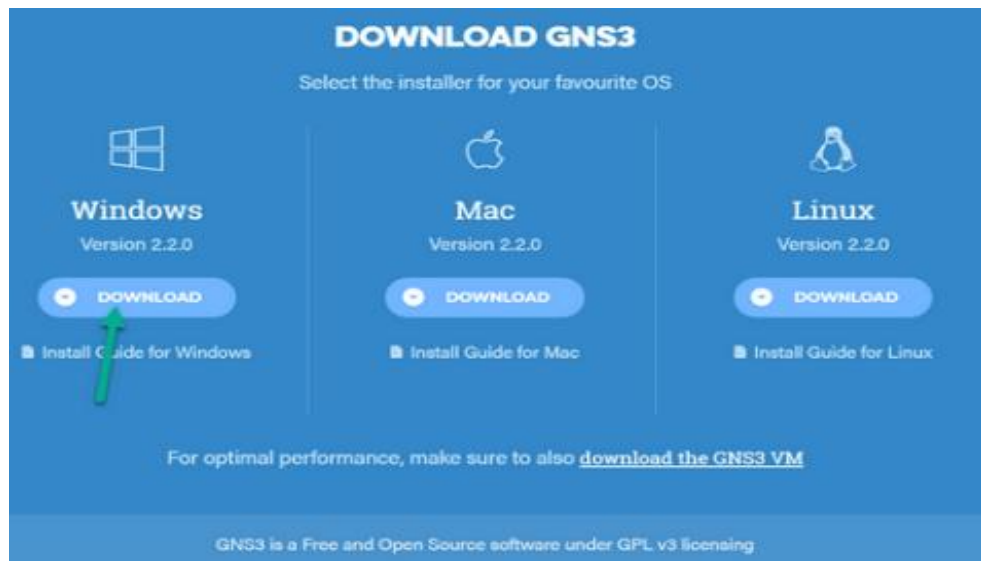 DOWNLOAD GNS3
Select the installer for your favourite OS
Windows
Version 2.2.0
DOWNLOAD
Install Guide for Windows
Mac
Version 2.2.0
DOWNLOAD
Install Guide for Mac
Linux
Version 2.2.0
DOWNLOAD
Install Guide for Linux
For optimal performance, make sure to also download the GNS3 VM
GNS3 is a Free and Open Source software under GPL v3 licensing